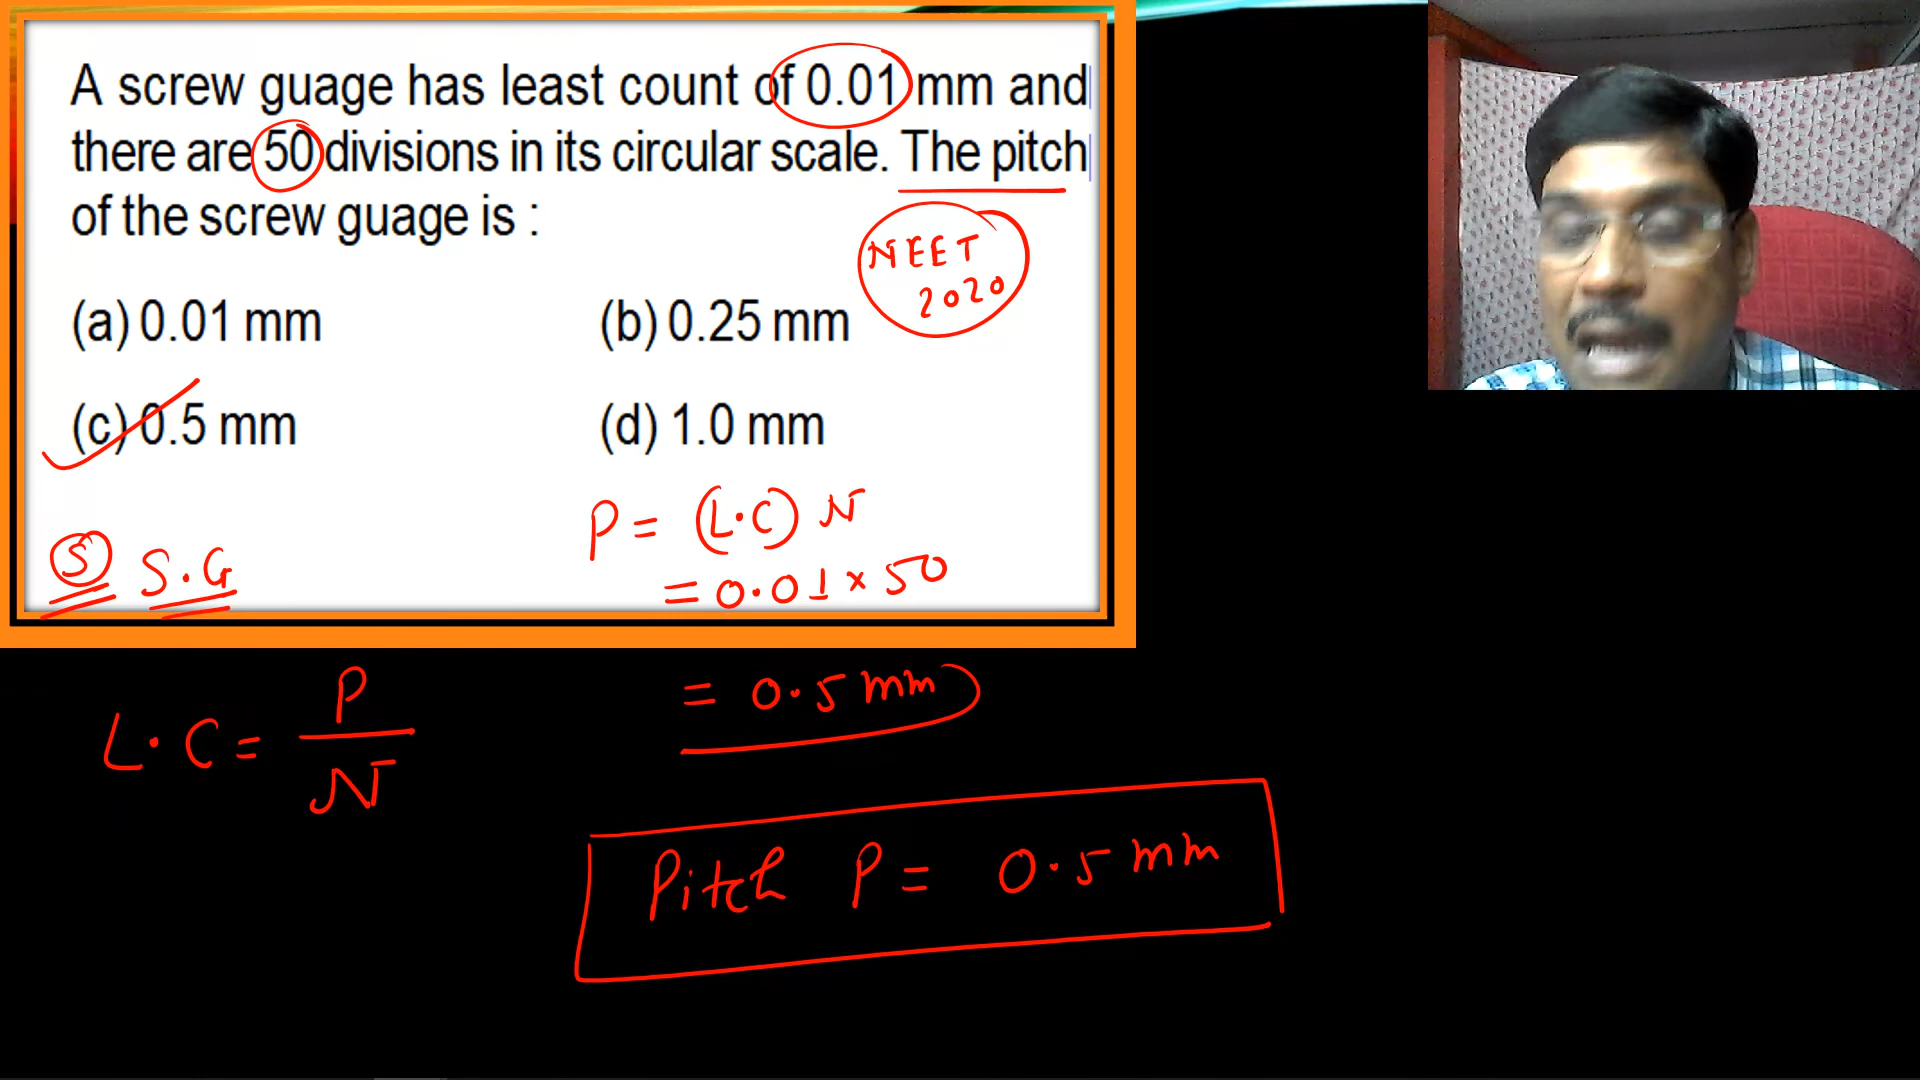 A screw guage has least count of 0.01 mm and
there are 50 divisions in its circular scale. The pitch
of the screw guage is :
NEET
2020
(a) 0.01 mm
(b) 0.25 mm
(c) 0.5 mm
(d) 1.0 mm
P = (L.C) N
= 0.01 x 50
= 0.5 mm
S S.G
L.C = P
N
Pitch P = 0.5 mm